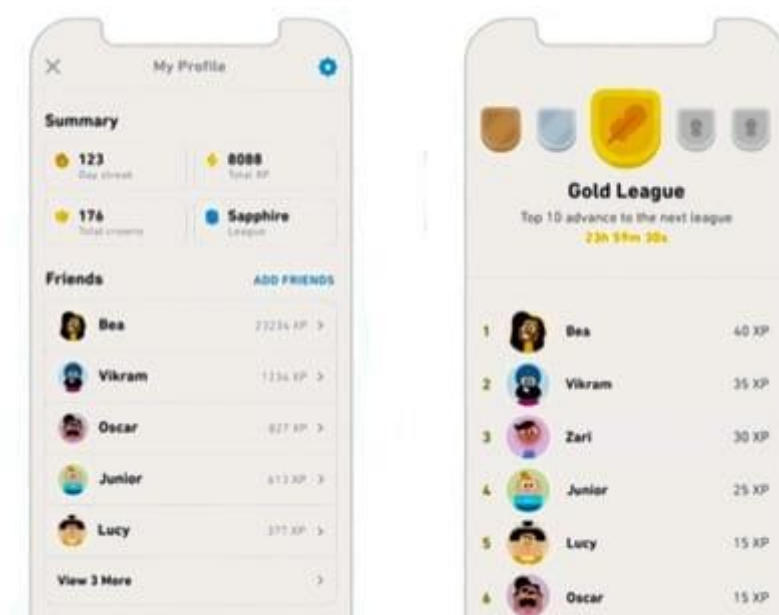 My Profile
Summary
123
Day streak
8088
Total XP
176
Total crowns
Sapphire
League
Friends
ADD FRIENDS
Bea 23234 XP >
Vikram 1234 XP >
Oscar 827 XP >
Junior 613 XP >
Lucy 377 XP >
View 3 More >
Gold League
Top 10 advance to the next league
23h 59m 30s
1 Bea 40 XP
2 Vikram 35 XP
3 Zari 30 XP
4 Junior 25 XP
5 Lucy 15 XP
6 Oscar 15 XP